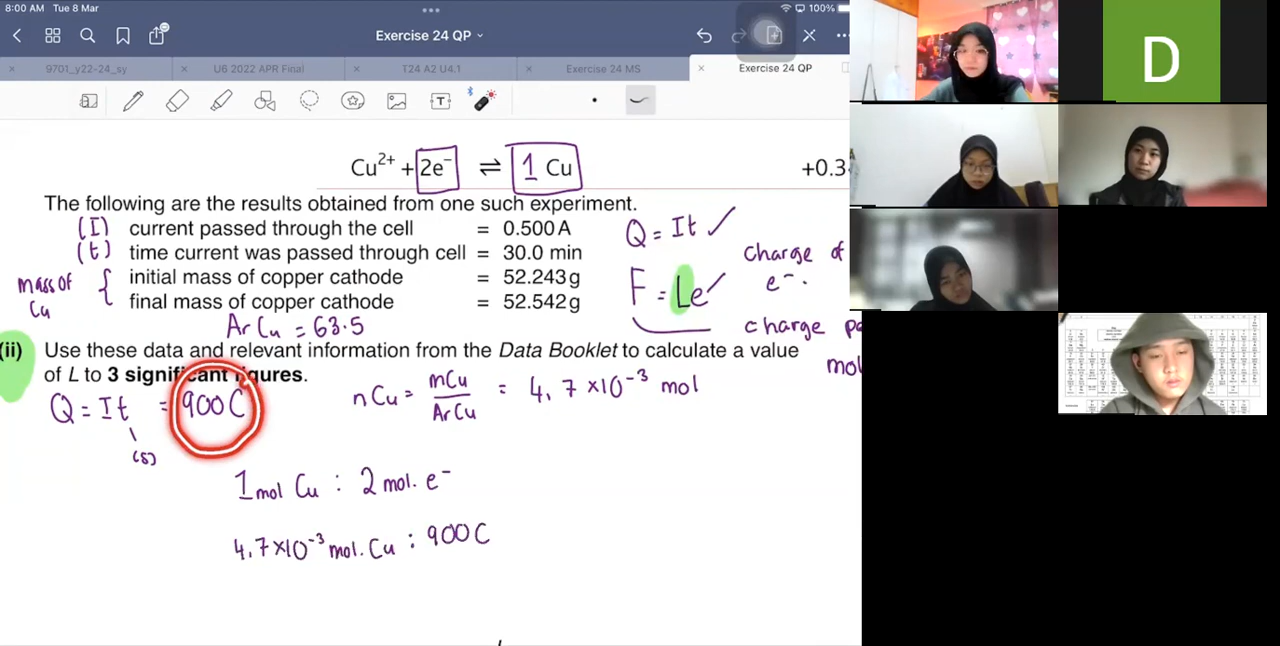 8:00 AM Tue 8 Mar
100%
Exercise 24 QP
9701_y22-24_sy
U6 2022 APR Final
T24 A2 U4.1
Exercise 24 MS
Exercise 24 QP
Cu²⁺ + 2e⁻ ⇌ 1 Cu +0.3
The following are the results obtained from one such experiment.
(I) current passed through the cell = 0.500 A
(t) time current was passed through cell = 30.0 min
mass of Cu { initial mass of copper cathode = 52.243 g
final mass of copper cathode = 52.542 g
Q = It ✓
F = Le ✓
charge of e⁻.
charge pe
mol
Ar Cu = 63.5
(ii) Use these data and relevant information from the Data Booklet to calculate a value
of L to 3 significant figures.
Q = It = 900 C
(s)
nCu = mCu / ArCu = 4.7 × 10⁻³ mol
1 mol Cu : 2 mol. e⁻
4.7×10⁻³ mol. Cu : 900 C
D